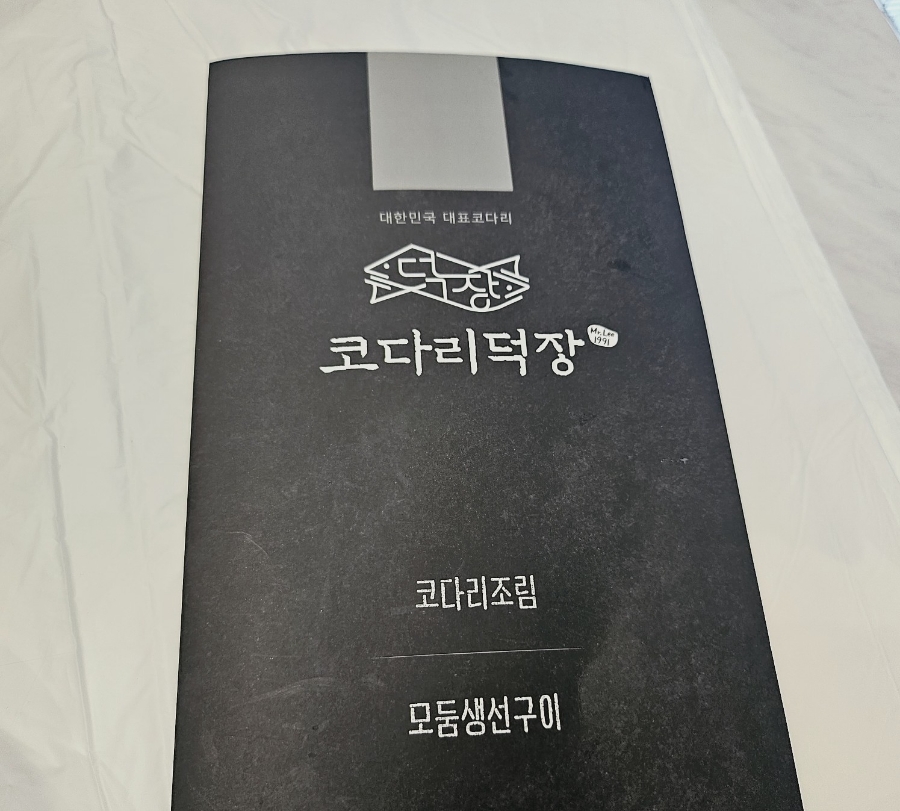 대한민국 대표코다리
덕장
코다리덕장
Mr. Lee
1991
코다리조림
모둠생선구이